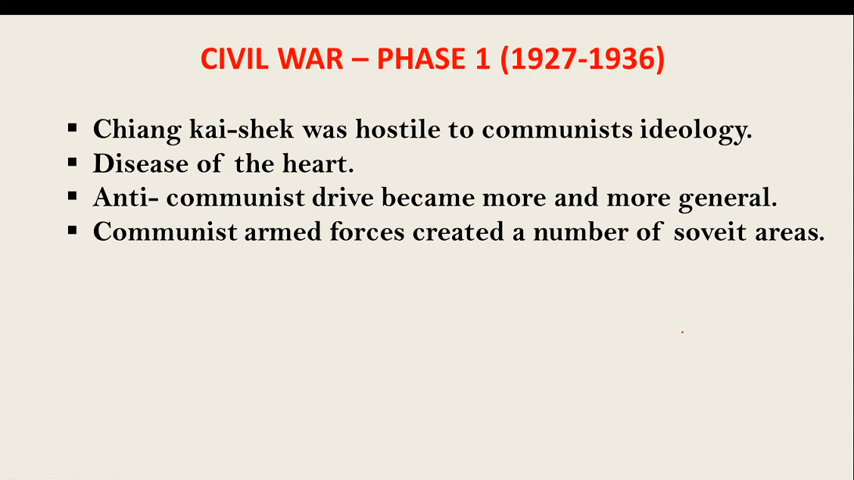 CIVIL WAR – PHASE 1 (1927-1936)
▪ Chiang kai-shek was hostile to communists ideology.
▪ Disease of the heart.
▪ Anti- communist drive became more and more general.
▪ Communist armed forces created a number of soveit areas.